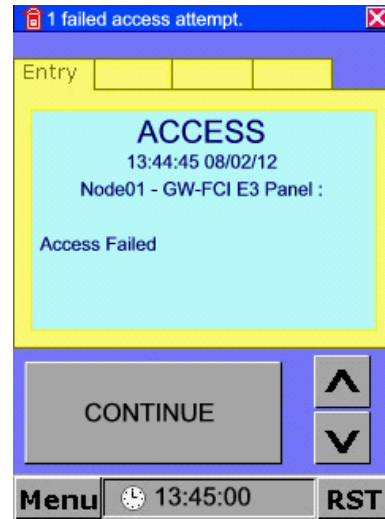 1 failed access attempt.
Entry
ACCESS
13:44:45 08/02/12
Node01 - GW-FCI E3 Panel :
Access Failed
CONTINUE
Menu 13:45:00 RST